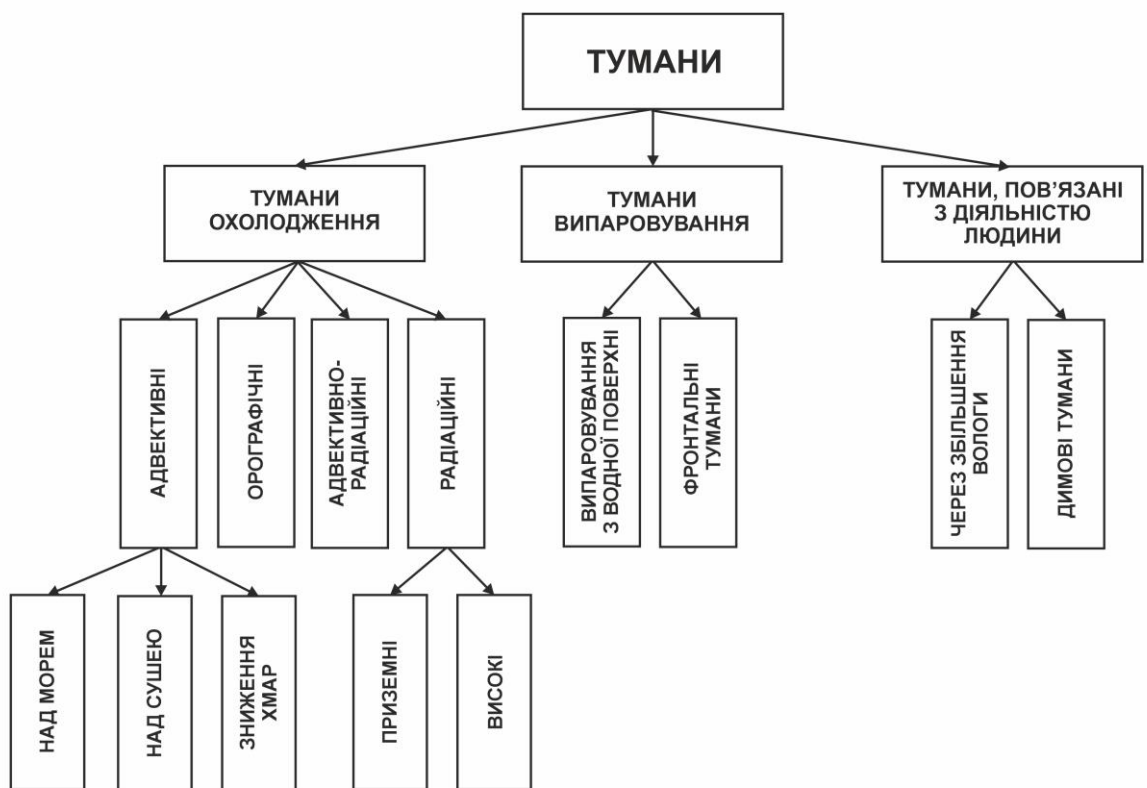 ТУМАНИ
ТУМАНИ
ОХОЛОДЖЕННЯ
ТУМАНИ
ВИПАРОВУВАННЯ
ТУМАНИ, ПОВ’ЯЗАНІ
З ДІЯЛЬНІСТЮ
ЛЮДИНИ
АДВЕКТИВНІ
ОРОГРАФІЧНІ
АДВЕКТИВНО-
РАДІАЦІЙНІ
РАДІАЦІЙНІ
ВИПАРОВУВАННЯ
З ВОДНОЇ ПОВЕРХНІ
ФРОНТАЛЬНІ
ТУМАНИ
ЧЕРЕЗ ЗБІЛЬШЕННЯ
ВОЛОГИ
ДИМОВІ ТУМАНИ
НАД МОРЕМ
НАД СУШЕЮ
ЗНИЖЕННЯ
ХМАР
ПРИЗЕМНІ
ВИСОКІ